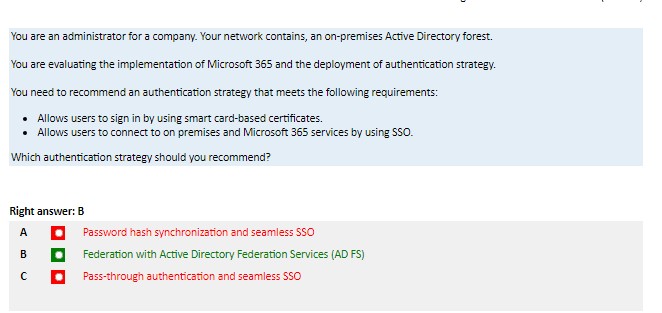 You are an administrator for a company. Your network contains, an on-premises Active Directory forest.
You are evaluating the implementation of Microsoft 365 and the deployment of authentication strategy.
You need to recommend an authentication strategy that meets the following requirements:
• Allows users to sign in by using smart card-based certificates.
• Allows users to connect to on premises and Microsoft 365 services by using SSO.
Which authentication strategy should you recommend?
Right answer: B
A Password hash synchronization and seamless SSO
B Federation with Active Directory Federation Services (AD FS)
C Pass-through authentication and seamless SSO